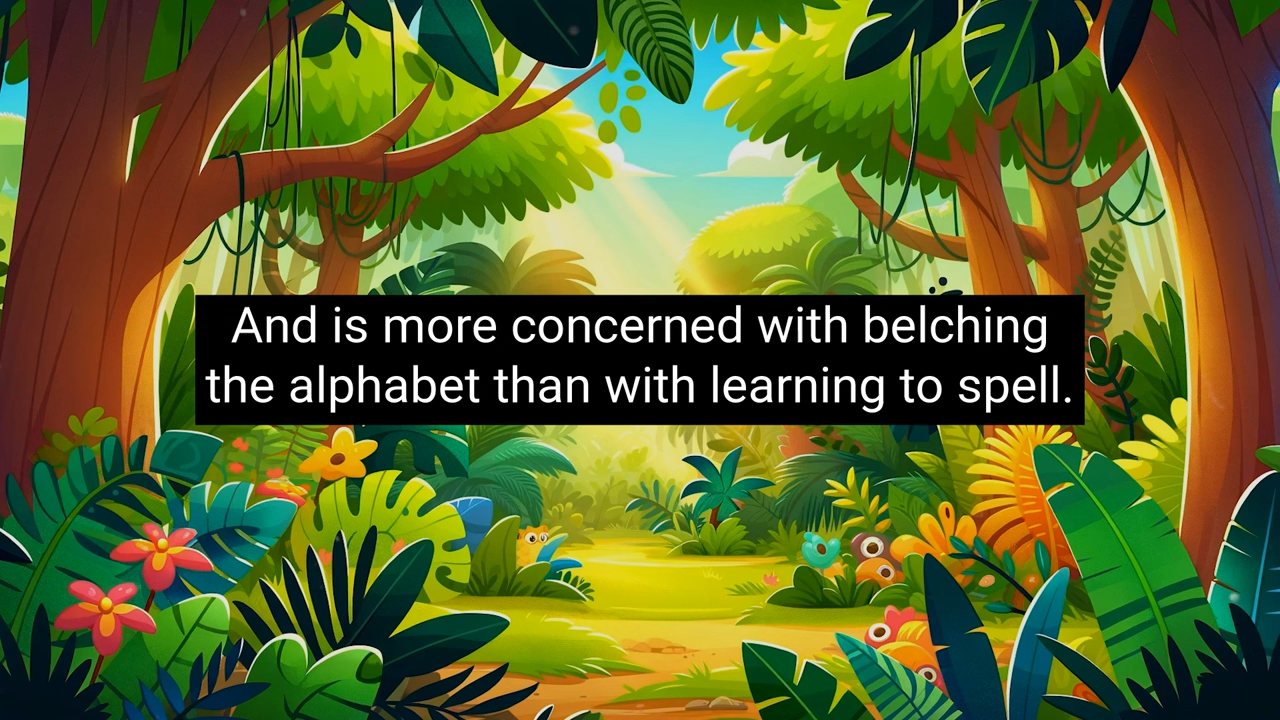 And is more concerned with belching
the alphabet than with learning to spell.